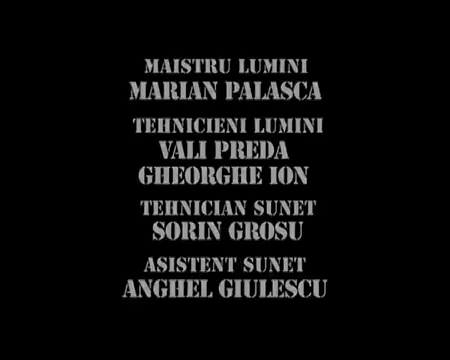 MAISTRU LUMINI
MARIAN PALASCA
TEHNICIENI LUMINI
VALI PREDA
GHEORGHE ION
TEHNICIAN SUNET
SORIN GROSU
ASISTENT SUNET
ANGHEL GIULESCU